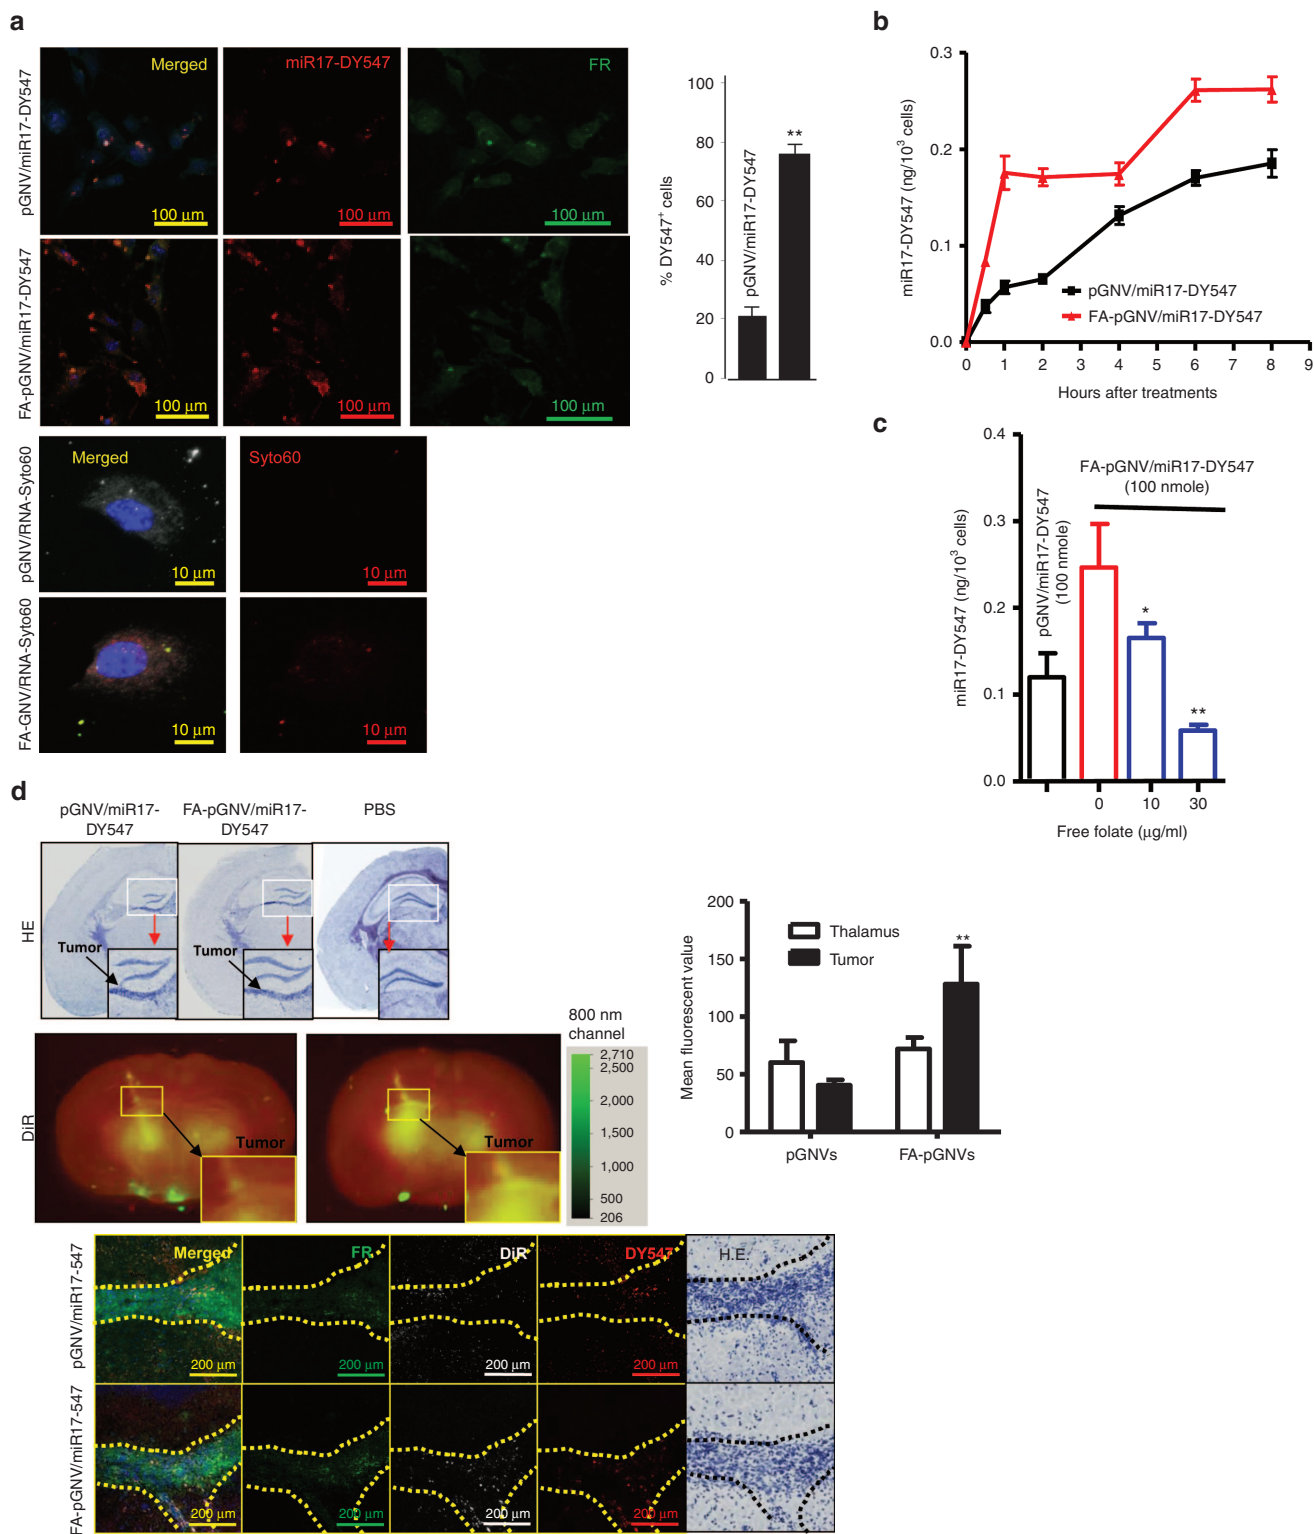 a
pGNV/miR17-DY547
Merged
miR17-DY547
FR
100 μm
100 μm
100 μm
FA-pGNV/miR17-DY547
100 μm
100 μm
100 μm
pGNV/RNA-Syto60
Merged
Syto60
10 μm
10 μm
FA-GNV/RNA-Syto60
10 μm
10 μm
% DY547+ cells
100
80
60
40
20
0
pGNV/miR17-DY547
**
b
miR17-DY547 (ng/10³ cells)
0.3
0.2
0.1
0.0
pGNV/miR17-DY547
FA-pGNV/miR17-DY547
0 1 2 3 4 5 6 7 8 9
Hours after treatments
c
miR17-DY547 (ng/10³ cells)
0.4
0.3
0.2
0.1
0.0
pGNV/miR17-DY547
(100 nmole)
FA-pGNV/miR17-DY547
(100 nmole)
*
**
0 10 30
Free folate (μg/ml)
d
pGNV/miR17-
DY547
FA-pGNV/miR17-
DY547
PBS
HE
Tumor
Tumor
DiR
Tumor
Tumor
800 nm
channel
2,710
2,500
2,000
1,500
1,000
500
206
Mean fluorescent value
200
150
100
50
0
Thalamus
Tumor
**
pGNVs
FA-pGNVs
pGNV/miR17-547
Merged
FR
DiR
DY547
H.E.
200 μm
200 μm
200 μm
200 μm
FA-pGNV/miR17-547
200 μm
200 μm
200 μm
200 μm